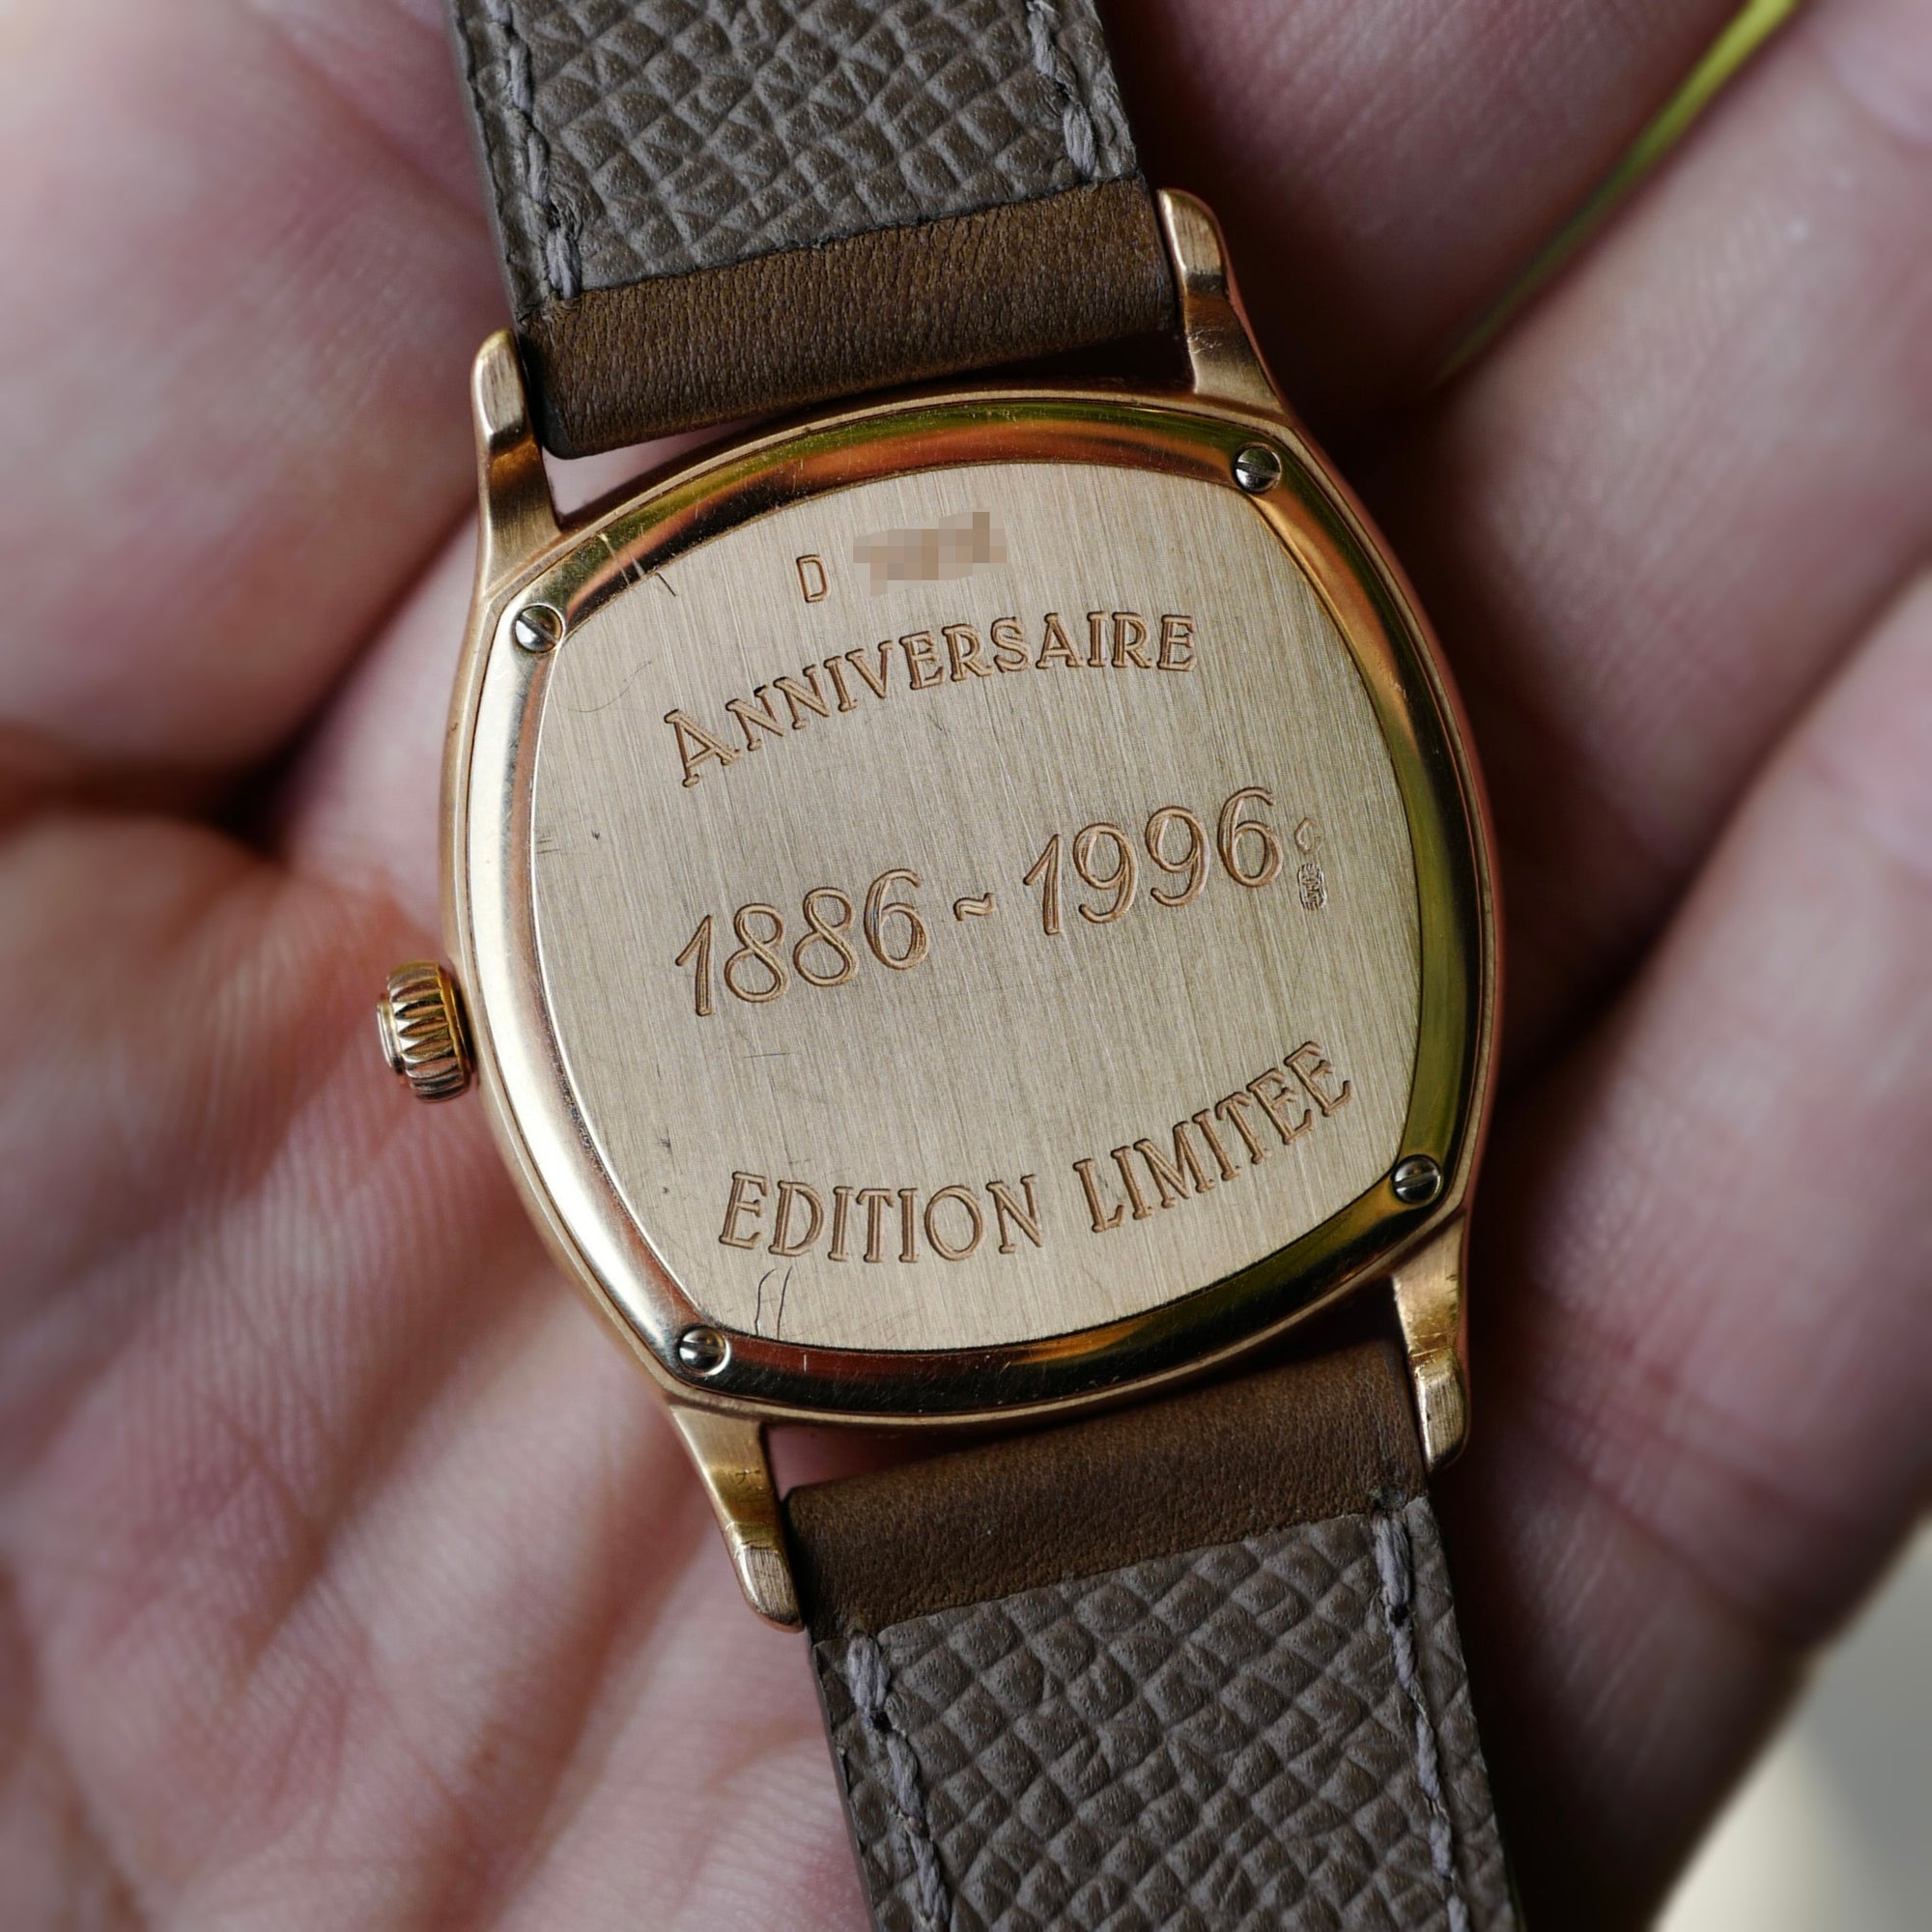 D
ANNIVERSAIRE
1886 ~ 1996
EDITION LIMITEE